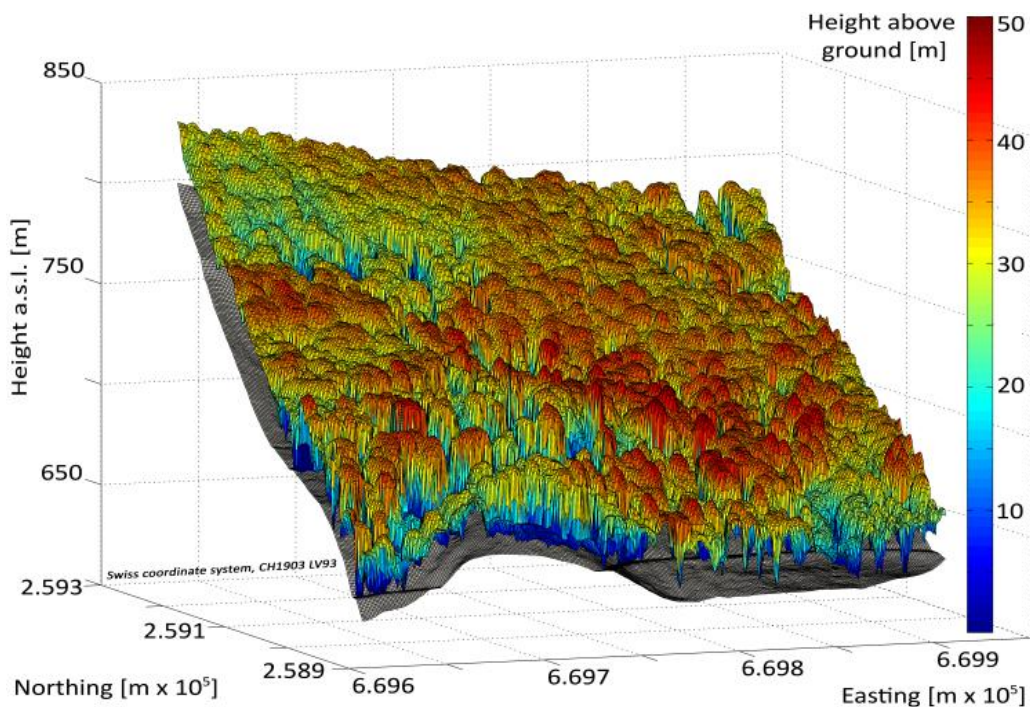 Height above
ground [m]
50
40
30
20
10
850
750
650
Height a.s.l. [m]
Swiss coordinate system, CH1903 LV93
2.593
2.591
2.589
Northing [m x 10⁵]
6.696
6.697
6.698
6.699
Easting [m x 10⁵]